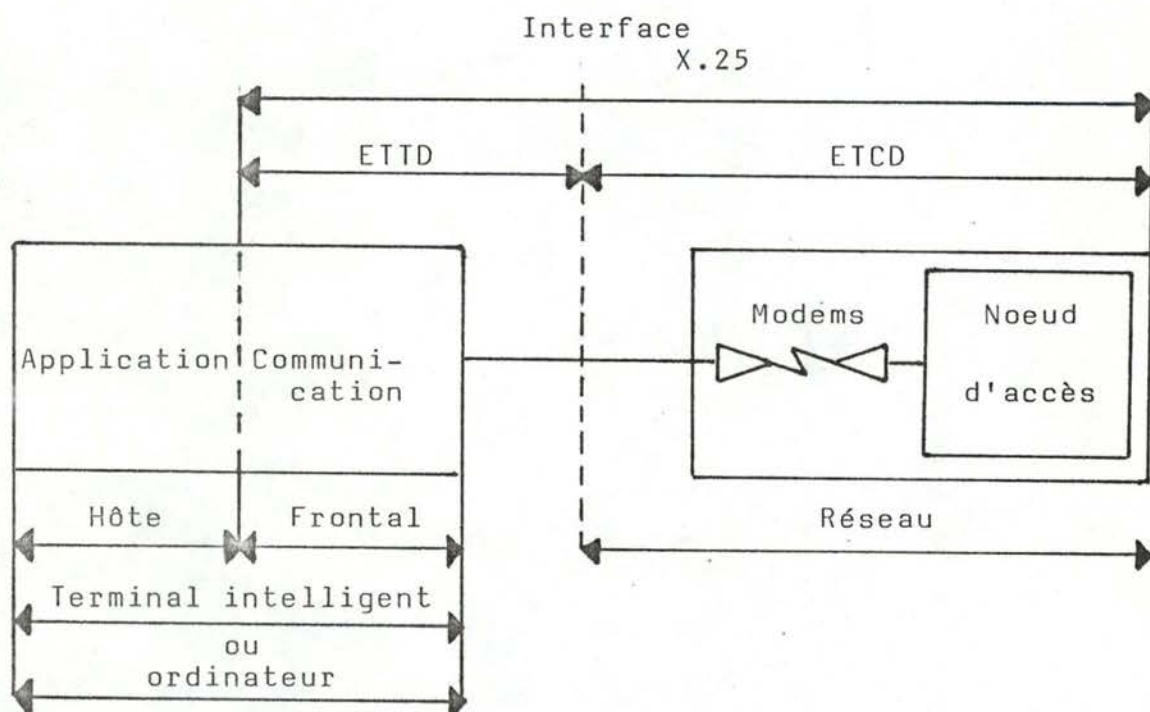 Interface
X.25
ETTD
ETCD
Application
Communi-
cation
Modems
Noeud
d'accès
Hôte
Frontal
Réseau
Terminal intelligent
ou
ordinateur